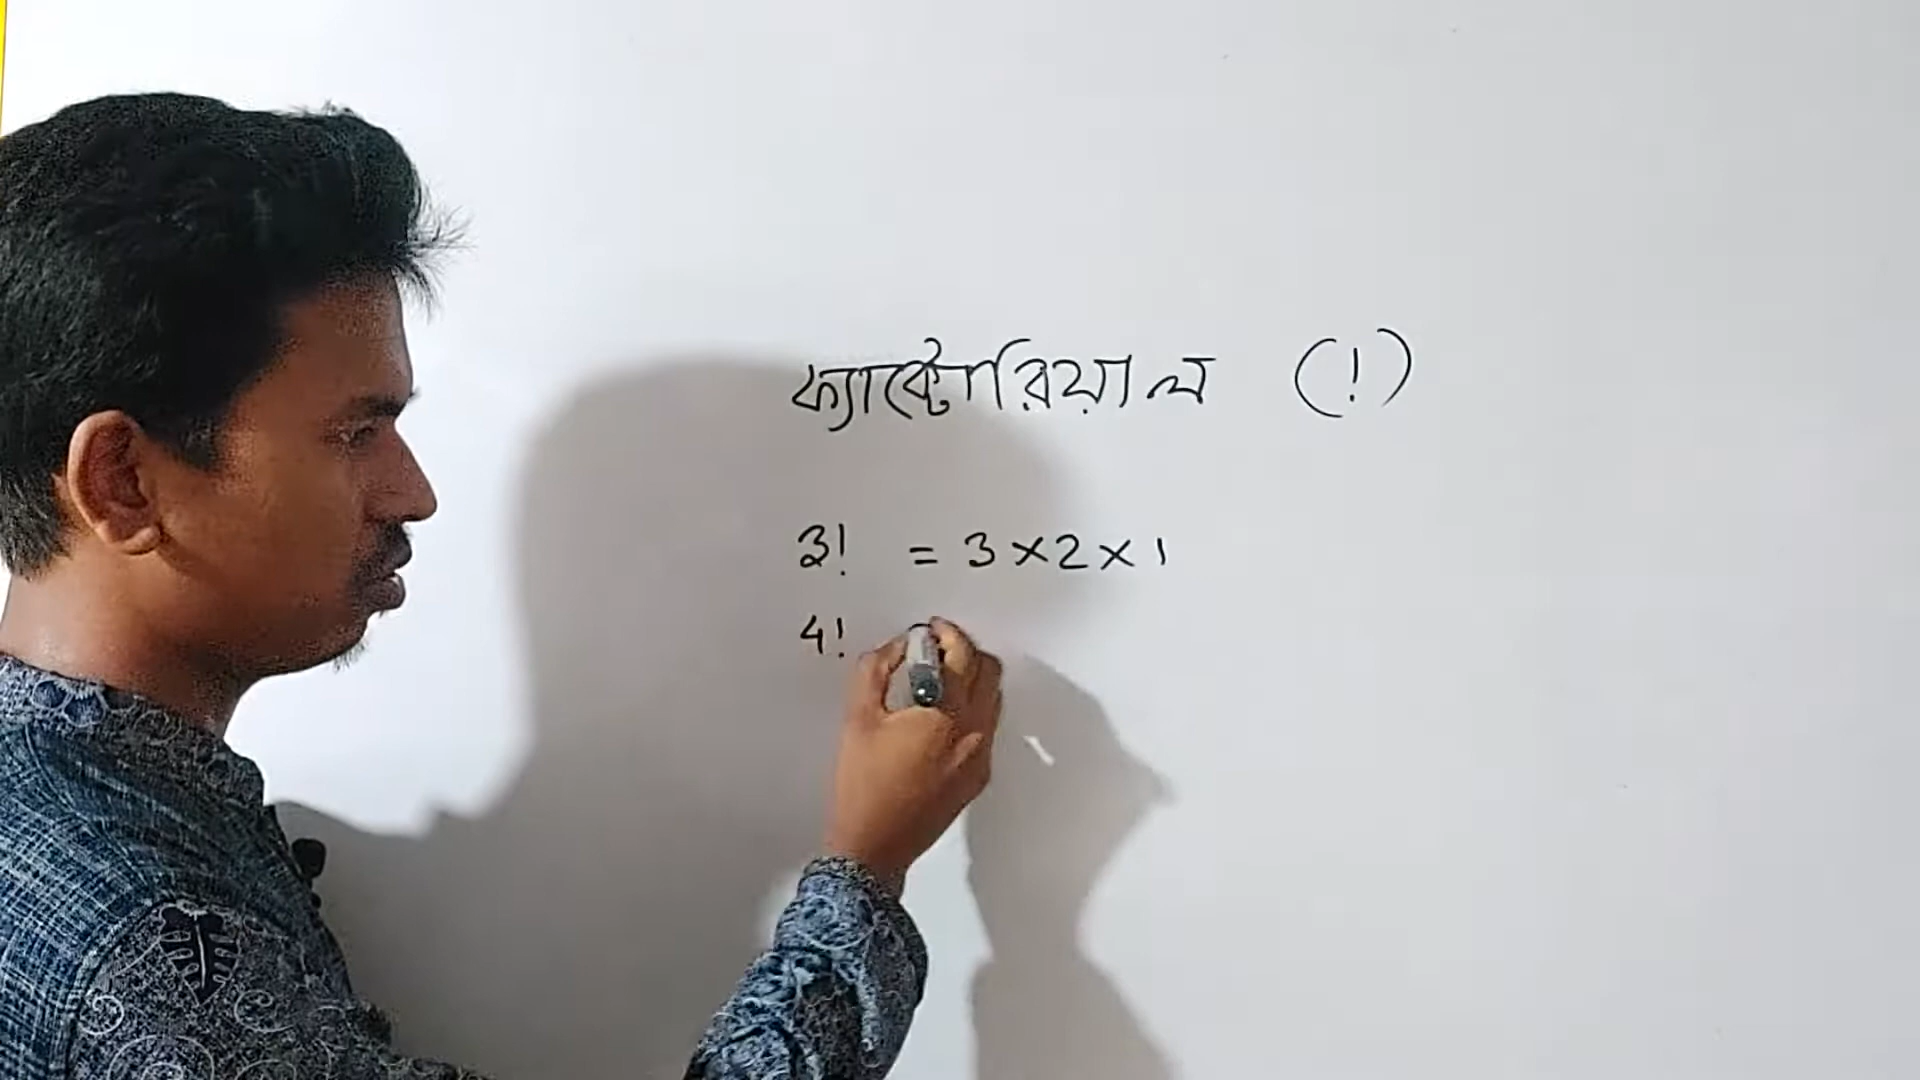 ফ্যাক্টোরিয়াল (!)
3! = 3 × 2 × 1
4!